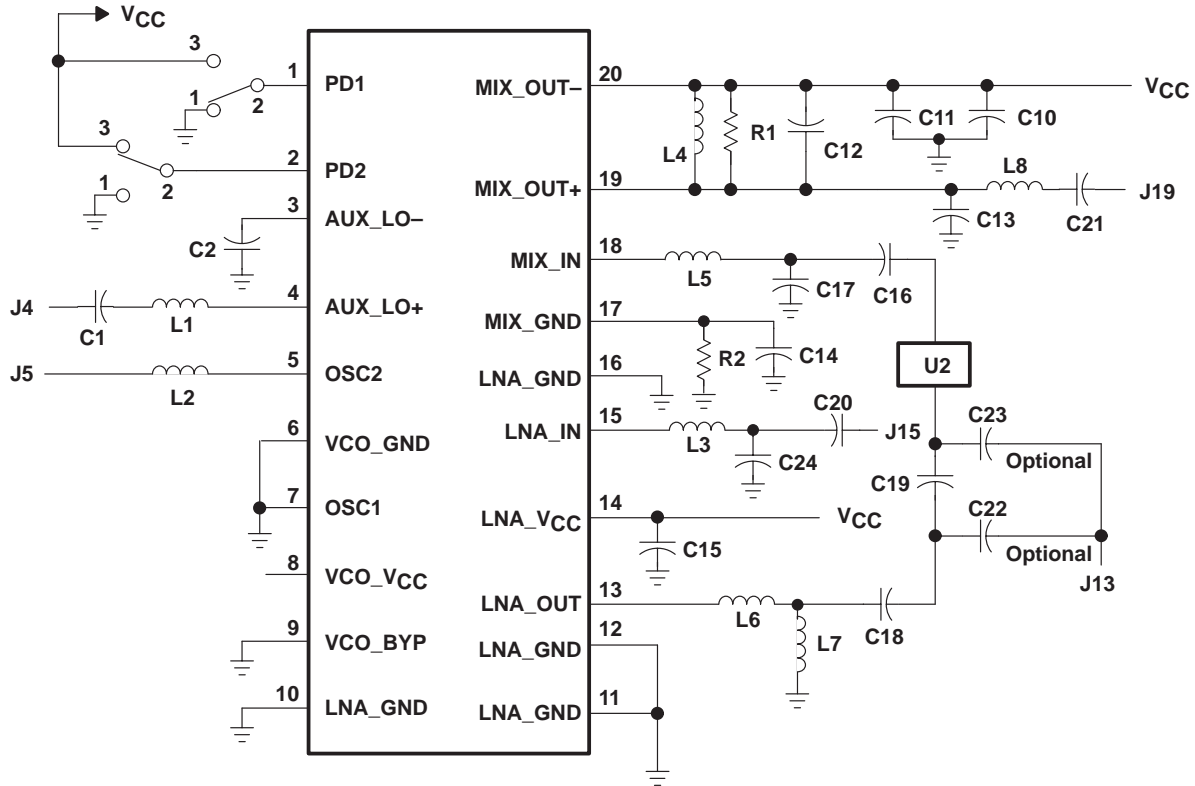 VCC
3
1
2
1
PD1
3
1
2
2
PD2
3
AUX_LO–
C2
J4
C1
L1
4
AUX_LO+
J5
L2
5
OSC2
6
VCO_GND
7
OSC1
8
VCO_VCC
9
VCO_BYP
10
LNA_GND
MIX_OUT–
20
VCC
L4
R1
C12
C11
C10
MIX_OUT+
19
L8
J19
C13
C21
MIX_IN
18
L5
C17
C16
MIX_GND
17
R2
C14
U2
LNA_GND
16
LNA_IN
15
L3
C24
C20
J15
C23
Optional
C19
C22
Optional
J13
LNA_VCC
14
VCC
C15
LNA_OUT
13
L6
L7
C18
LNA_GND
12
LNA_GND
11